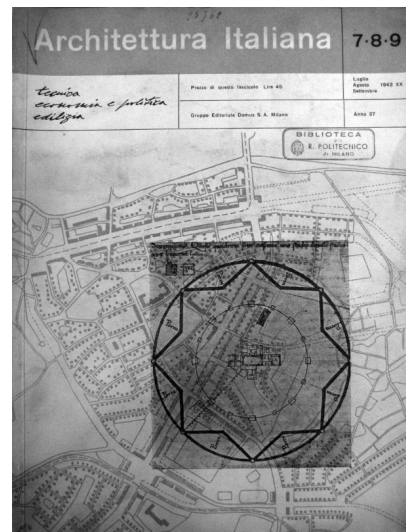 Architettura Italiana
7·8·9
tecnica
economia e politica
edilizia
Prezzo di questo fascicolo Lire 45
Gruppo Editoriale Domus S. A. Milano
Luglio
Agosto 1942 XX
Settembre
Anno 37
BIBLIOTECA
R. POLITECNICO
di MILANO